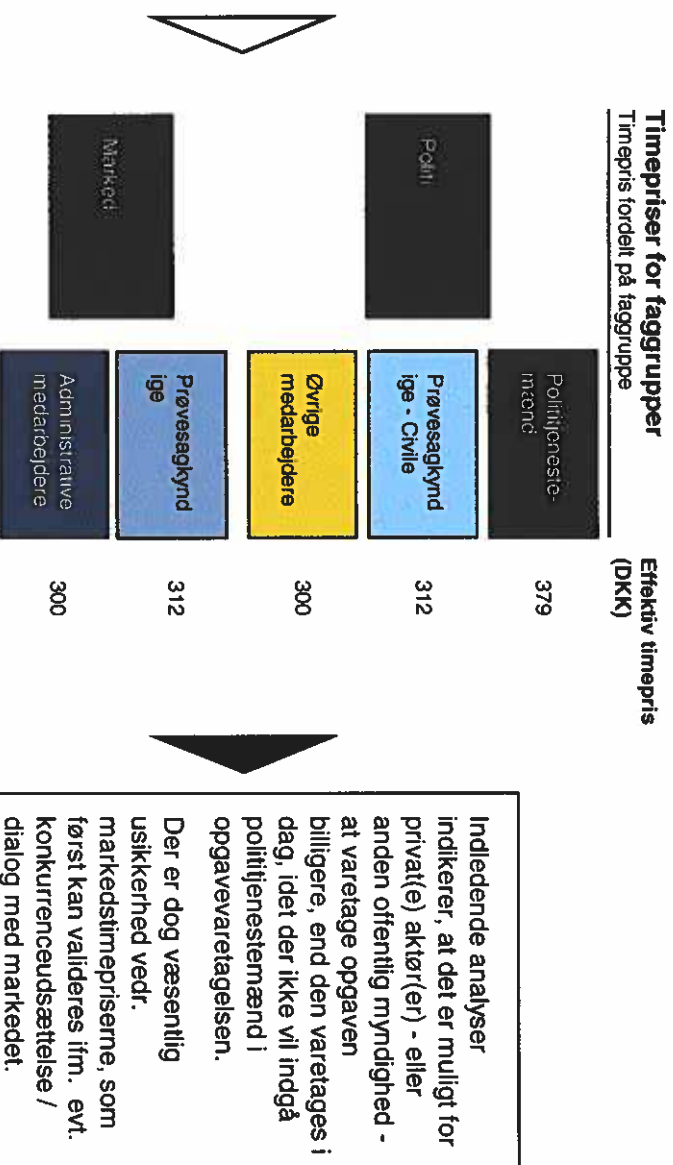 Timepriser for faggrupper
Timepris fordelt på faggruppe
Effektiv timepris
(DKK)
Politi
Polititjeneste-
mænd
379
Prøvesagkynd
ige - Civile
312
Øvrige
medarbejdere
300
Marked
Prøvesagkynd
ige
312
Administrative
medarbejdere
300
Indledende analyser
indikerer, at det er muligt for
privat(e) aktør(er) - eller
anden offentlig myndighed -
at varetage opgaven
billigere, end den varetages i
dag, idet der ikke vil indgå
polititjenestemænd i
opgavevaretagelsen.
Der er dog væsentlig
usikkerhed vedr.
markedstimepriserne, som
først kan valideres ifm. evt.
konkurrenceudsættelse /
dialog med markedet.